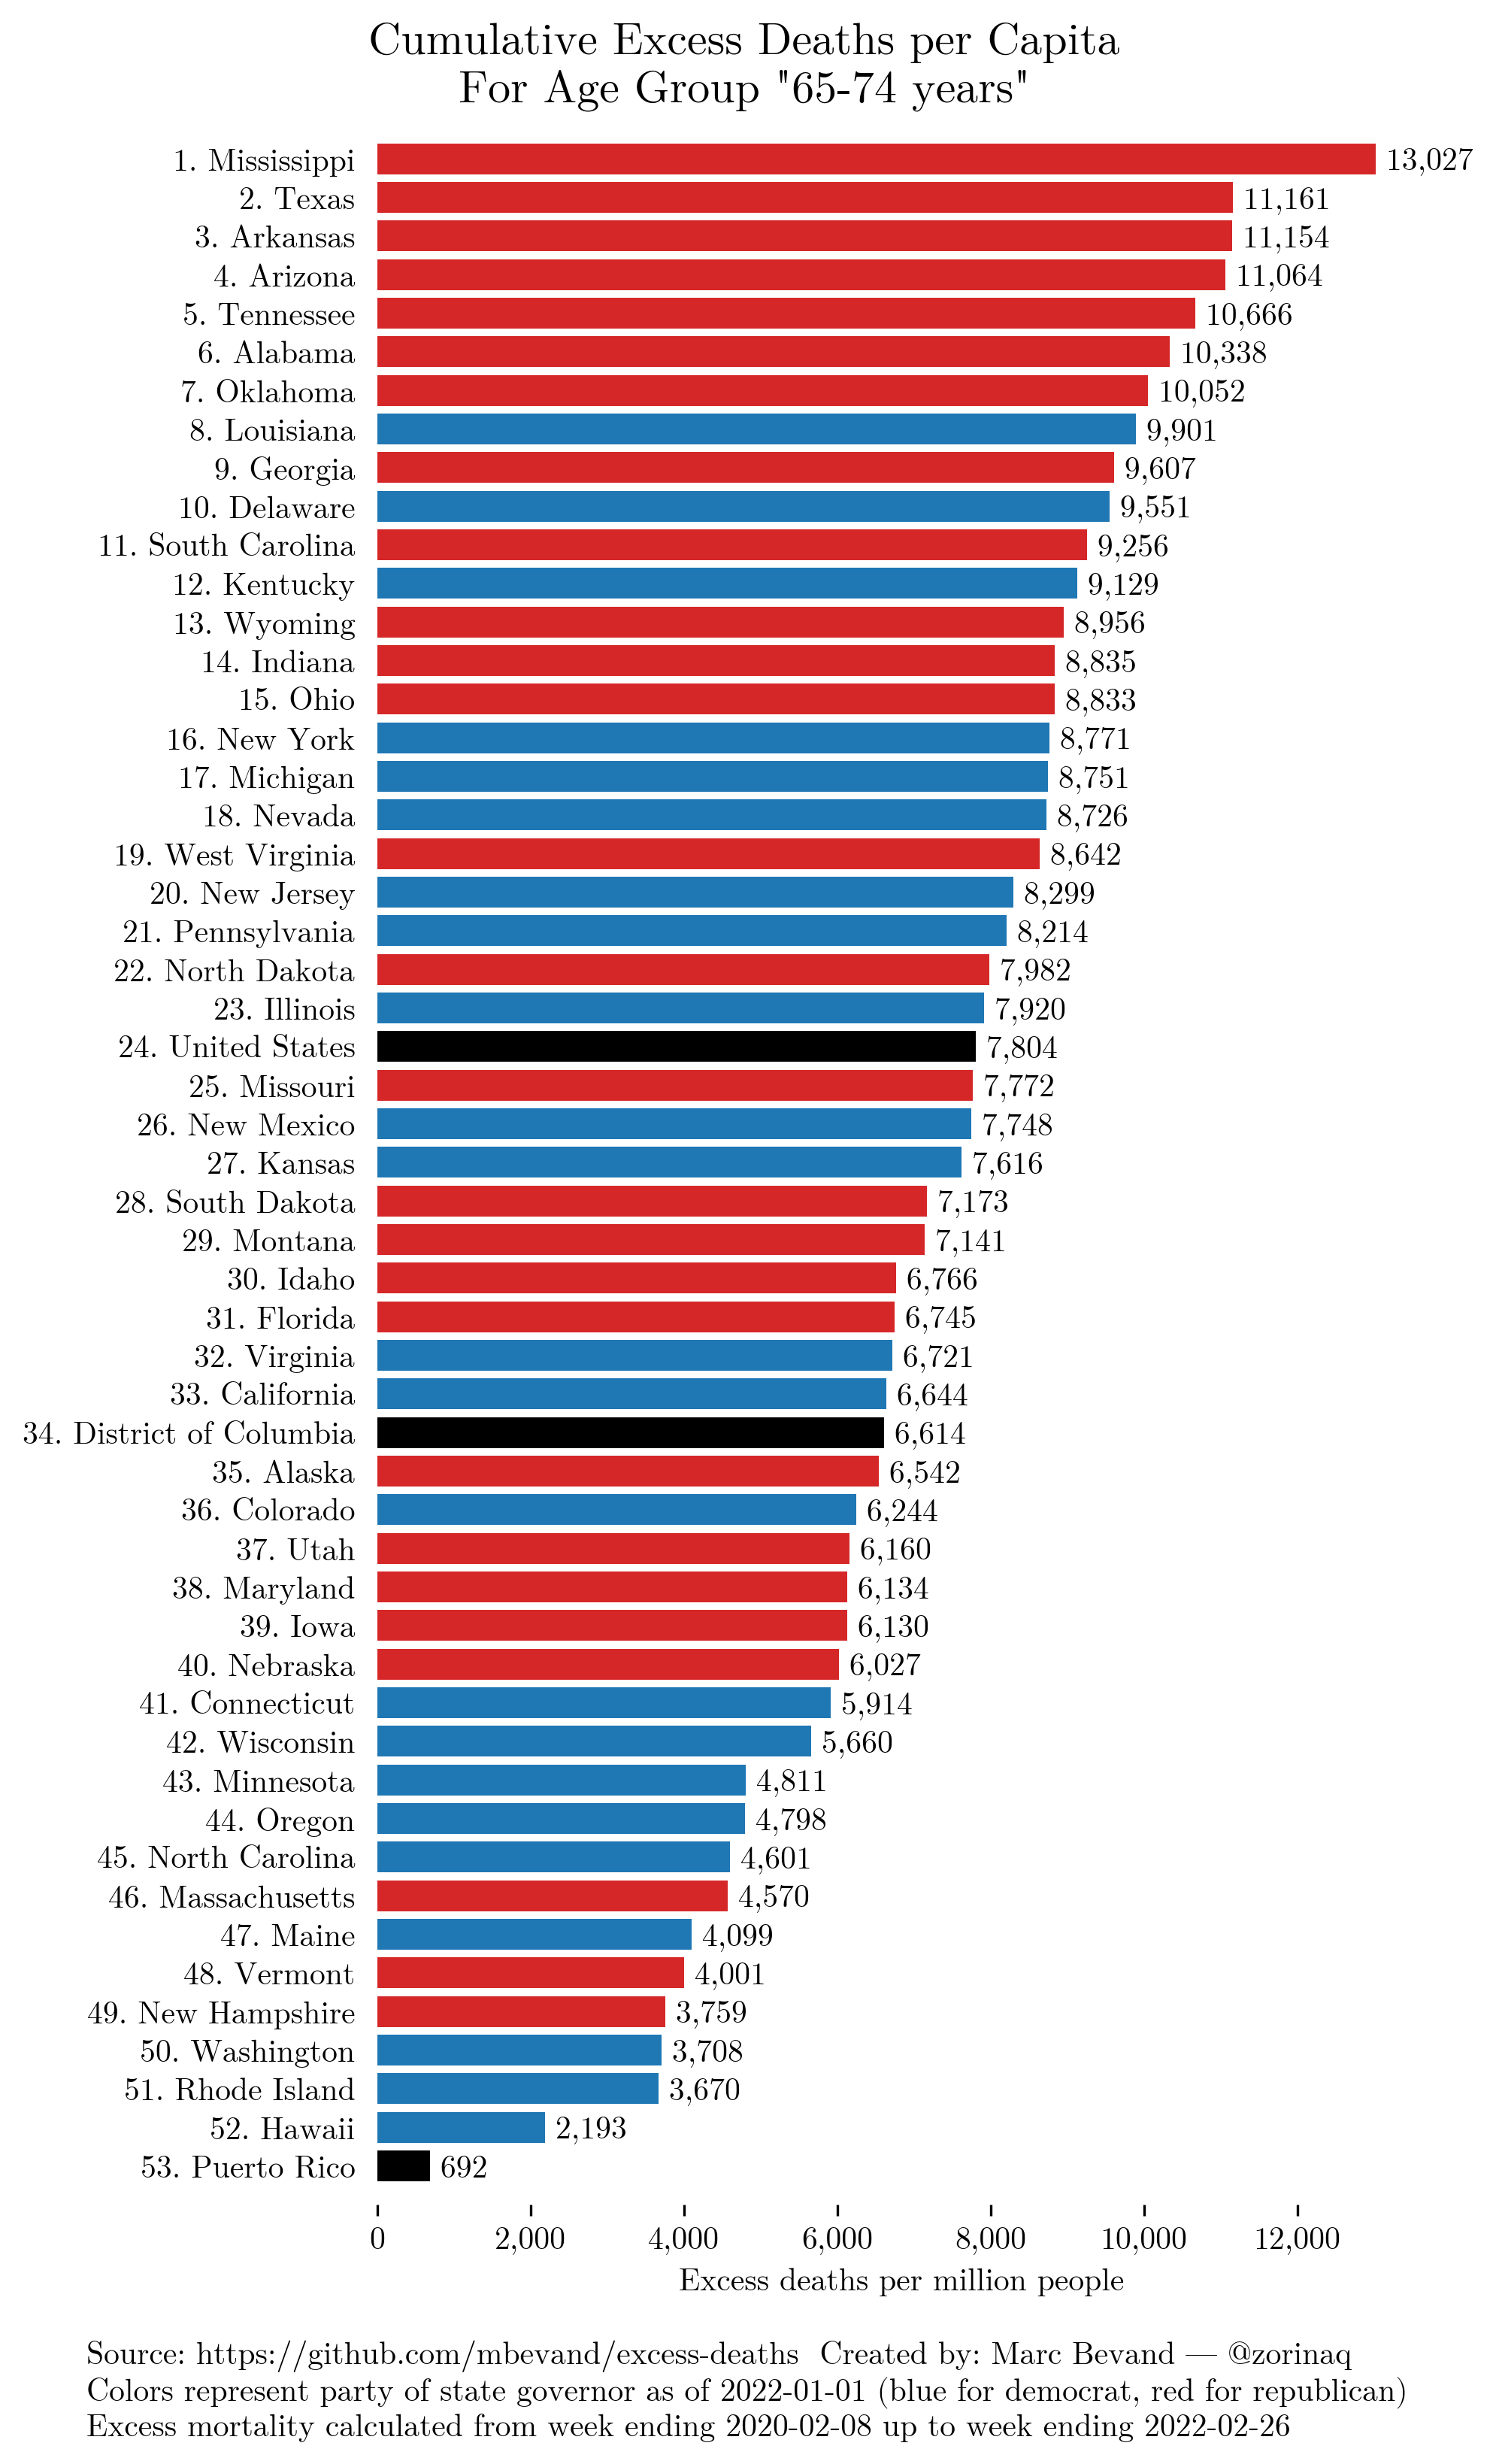 Cumulative Excess Deaths per Capita
For Age Group "65-74 years"
1. Mississippi 13,027
2. Texas 11,161
3. Arkansas 11,154
4. Arizona 11,064
5. Tennessee 10,666
6. Alabama 10,338
7. Oklahoma 10,052
8. Louisiana 9,901
9. Georgia 9,607
10. Delaware 9,551
11. South Carolina 9,256
12. Kentucky 9,129
13. Wyoming 8,956
14. Indiana 8,835
15. Ohio 8,833
16. New York 8,771
17. Michigan 8,751
18. Nevada 8,726
19. West Virginia 8,642
20. New Jersey 8,299
21. Pennsylvania 8,214
22. North Dakota 7,982
23. Illinois 7,920
24. United States 7,804
25. Missouri 7,772
26. New Mexico 7,748
27. Kansas 7,616
28. South Dakota 7,173
29. Montana 7,141
30. Idaho 6,766
31. Florida 6,745
32. Virginia 6,721
33. California 6,644
34. District of Columbia 6,614
35. Alaska 6,542
36. Colorado 6,244
37. Utah 6,160
38. Maryland 6,134
39. Iowa 6,130
40. Nebraska 6,027
41. Connecticut 5,914
42. Wisconsin 5,660
43. Minnesota 4,811
44. Oregon 4,798
45. North Carolina 4,601
46. Massachusetts 4,570
47. Maine 4,099
48. Vermont 4,001
49. New Hampshire 3,759
50. Washington 3,708
51. Rhode Island 3,670
52. Hawaii 2,193
53. Puerto Rico 692
0 2,000 4,000 6,000 8,000 10,000 12,000
Excess deaths per million people
Source: https://github.com/mbevand/excess-deaths Created by: Marc Bevand — @zorinaq
Colors represent party of state governor as of 2022-01-01 (blue for democrat, red for republican)
Excess mortality calculated from week ending 2020-02-08 up to week ending 2022-02-26